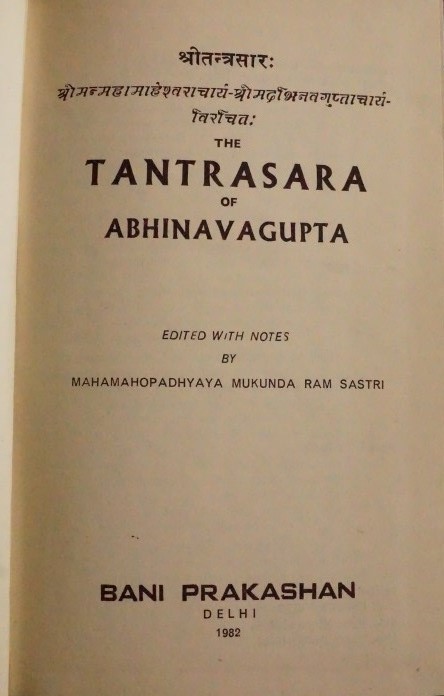 श्रीतन्त्रसारः
श्रीमन्महामाहेश्वराचार्य-श्रीमदभिनवगुप्ताचार्य-
विरचितः
THE
TANTRASARA
OF
ABHINAVAGUPTA
EDITED WITH NOTES
BY
MAHAMAHOPADHYAYA MUKUNDA RAM SASTRI
BANI PRAKASHAN
DELHI
1982